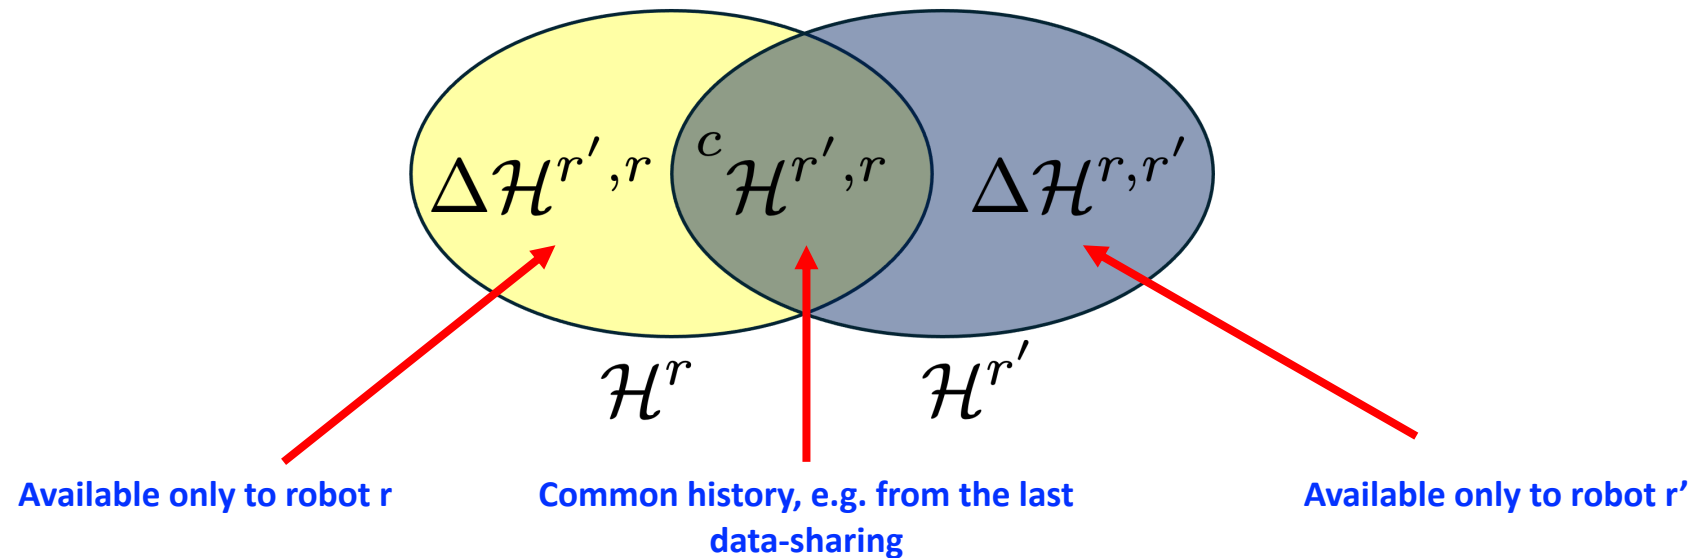 Δℋ^{r′,r} ^cℋ^{r′,r} Δℋ^{r,r′}
ℋ^r ℋ^{r′}
Available only to robot r Common history, e.g. from the last Available only to robot r’
data-sharing